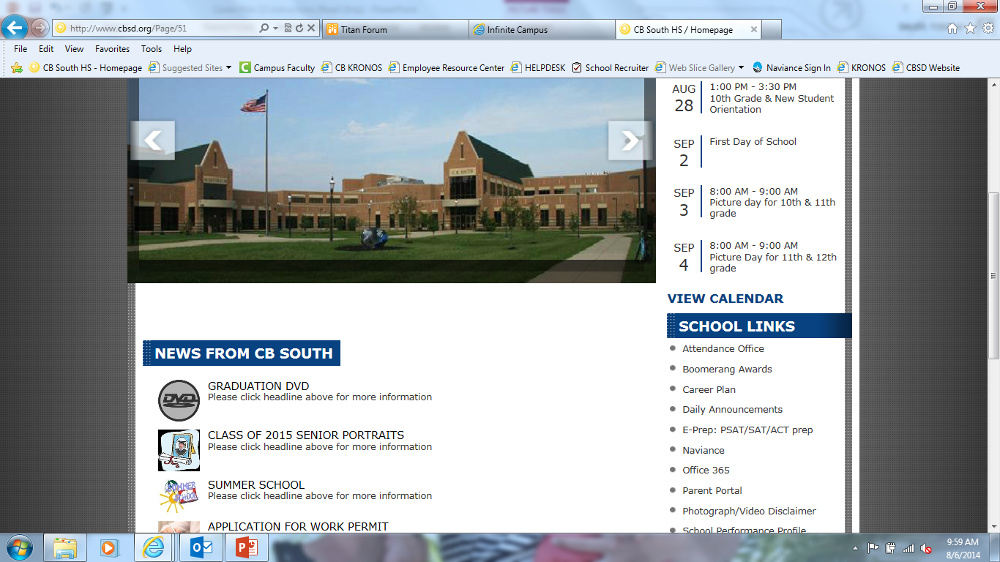 http://www.cbsd.org/Page/51
Titan Forum
Infinite Campus
CB South HS / Homepage
File Edit View Favorites Tools Help
CB South HS - Homepage Suggested Sites Campus Faculty CB KRONOS Employee Resource Center HELPDESK School Recruiter Web Slice Gallery Naviance Sign In KRONOS CBSD Website
AUDITORIUM
C.B. SOUTH
AUG
28
1:00 PM - 3:30 PM
10th Grade & New Student
Orientation
SEP
2
First Day of School
SEP
3
8:00 AM - 9:00 AM
Picture day for 10th & 11th
grade
SEP
4
8:00 AM - 9:00 AM
Picture Day for 11th & 12th
grade
VIEW CALENDAR
SCHOOL LINKS
Attendance Office
Boomerang Awards
Career Plan
Daily Announcements
E-Prep: PSAT/SAT/ACT prep
Naviance
Office 365
Parent Portal
Photograph/Video Disclaimer
School Performance Profile
NEWS FROM CB SOUTH
DVD
GRADUATION DVD
Please click headline above for more information
CLASS OF 2015 SENIOR PORTRAITS
Please click headline above for more information
SUMMER SCHOOL
SUMMER SCHOOL
Please click headline above for more information
APPLICATION FOR WORK PERMIT
9:59 AM
8/6/2014